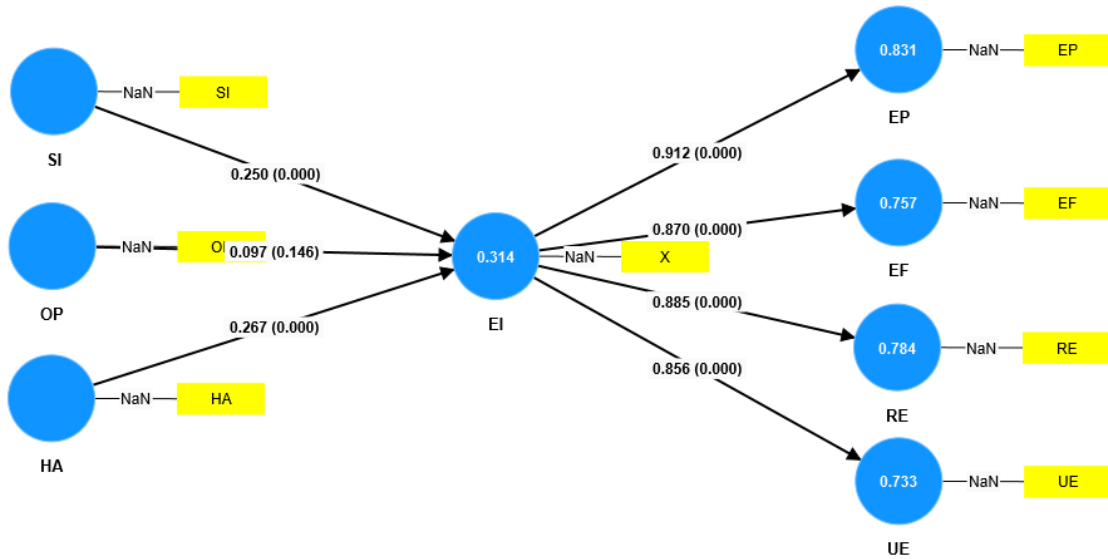 NaN
SI
SI
0.250 (0.000)
NaN
0.097 (0.146)
OP
0.267 (0.000)
NaN
HA
HA
0.314
NaN
X
EI
0.912 (0.000)
0.870 (0.000)
0.885 (0.000)
0.856 (0.000)
0.831
NaN
EP
EP
0.757
NaN
EF
EF
0.784
NaN
RE
RE
0.733
NaN
UE
UE